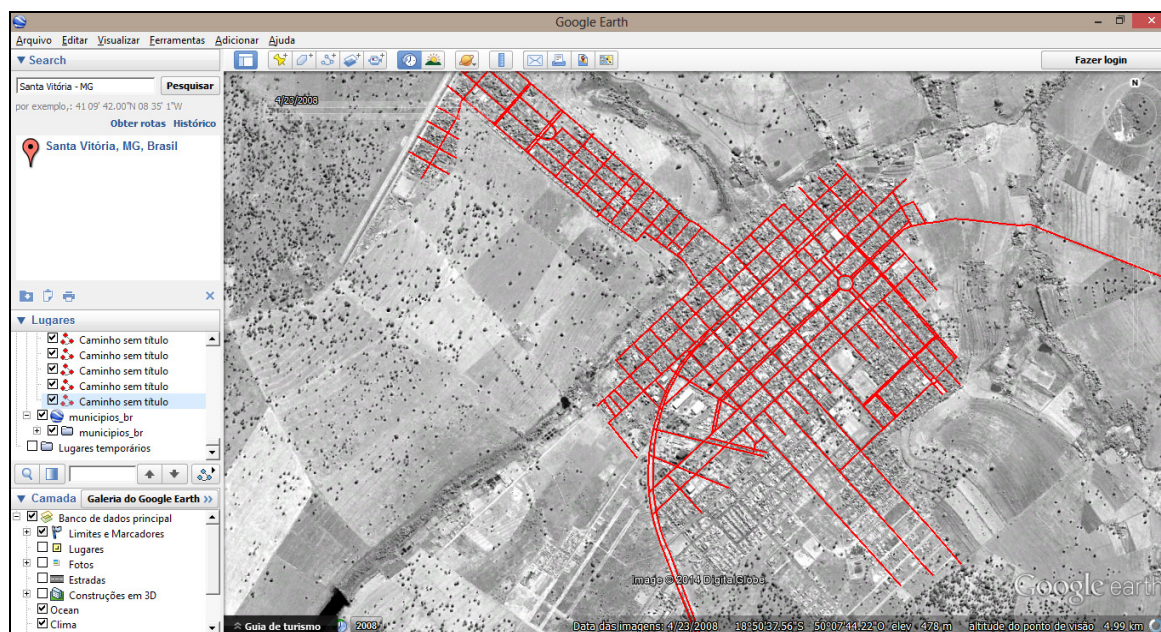 Google Earth
Arquivo Editar Visualizar Ferramentas Adicionar Ajuda
Search
Fazer login
Santa Vitória - MG
Pesquisar
por exemplo,: 41 09' 42.00"N 08 35' 1"W
Obter rotas Histórico
Santa Vitória, MG, Brasil
4/23/2008
N
Lugares
Caminho sem título
Caminho sem título
Caminho sem título
Caminho sem título
Caminho sem título
municipios_br
municipios_br
Lugares temporários
Camada
Galeria do Google Earth >>
Banco de dados principal
Limites e Marcadores
Lugares
Fotos
Estradas
Construções em 3D
Ocean
Clima
Image © 2014 DigitalGlobe
Google earth
Guia de turismo
2008
Data das imagens: 4/23/2008 18°50'37.56"S 50°07'44.22"O elev 478 m altitude do ponto de visão 4.99 km